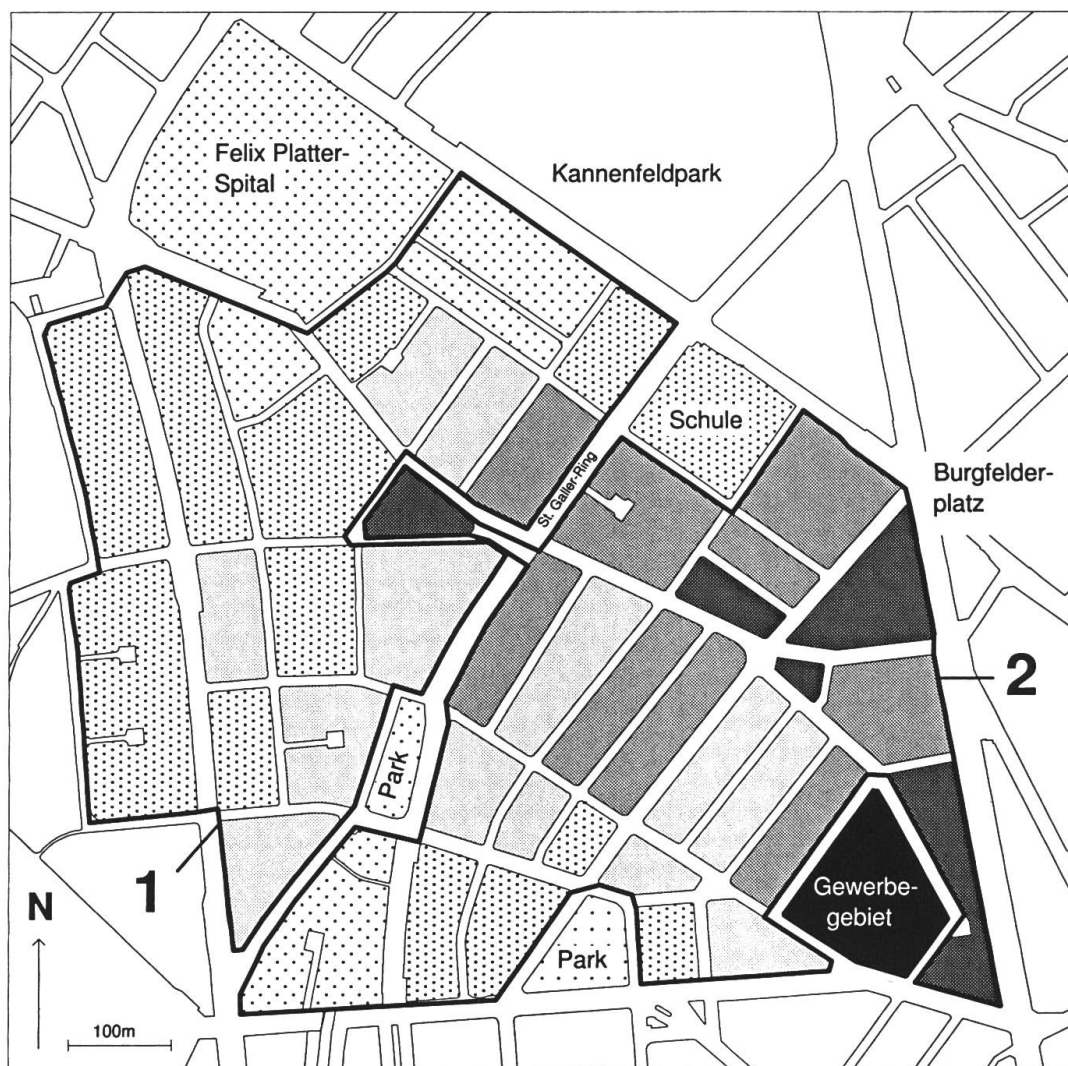 Felix Platter-
Spital
Kannenfeldpark
Schule
St. Galler-Ring
Burgfelder-
platz
2
Park
1
Gewerbe-
gebiet
N
Park
100m